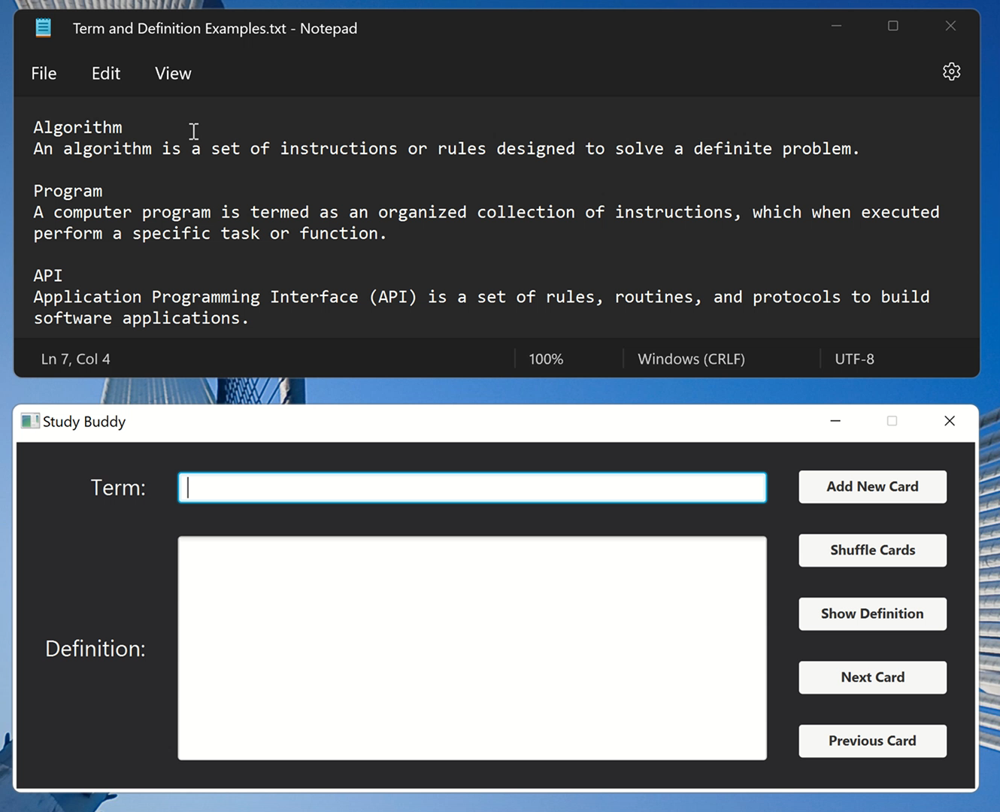 Term and Definition Examples.txt - Notepad
File Edit View
Algorithm
An algorithm is a set of instructions or rules designed to solve a definite problem.
Program
A computer program is termed as an organized collection of instructions, which when executed
perform a specific task or function.
API
Application Programming Interface (API) is a set of rules, routines, and protocols to build
software applications.
Ln 7, Col 4 100% Windows (CRLF) UTF-8
Study Buddy
Term:
Add New Card
Shuffle Cards
Show Definition
Definition:
Next Card
Previous Card